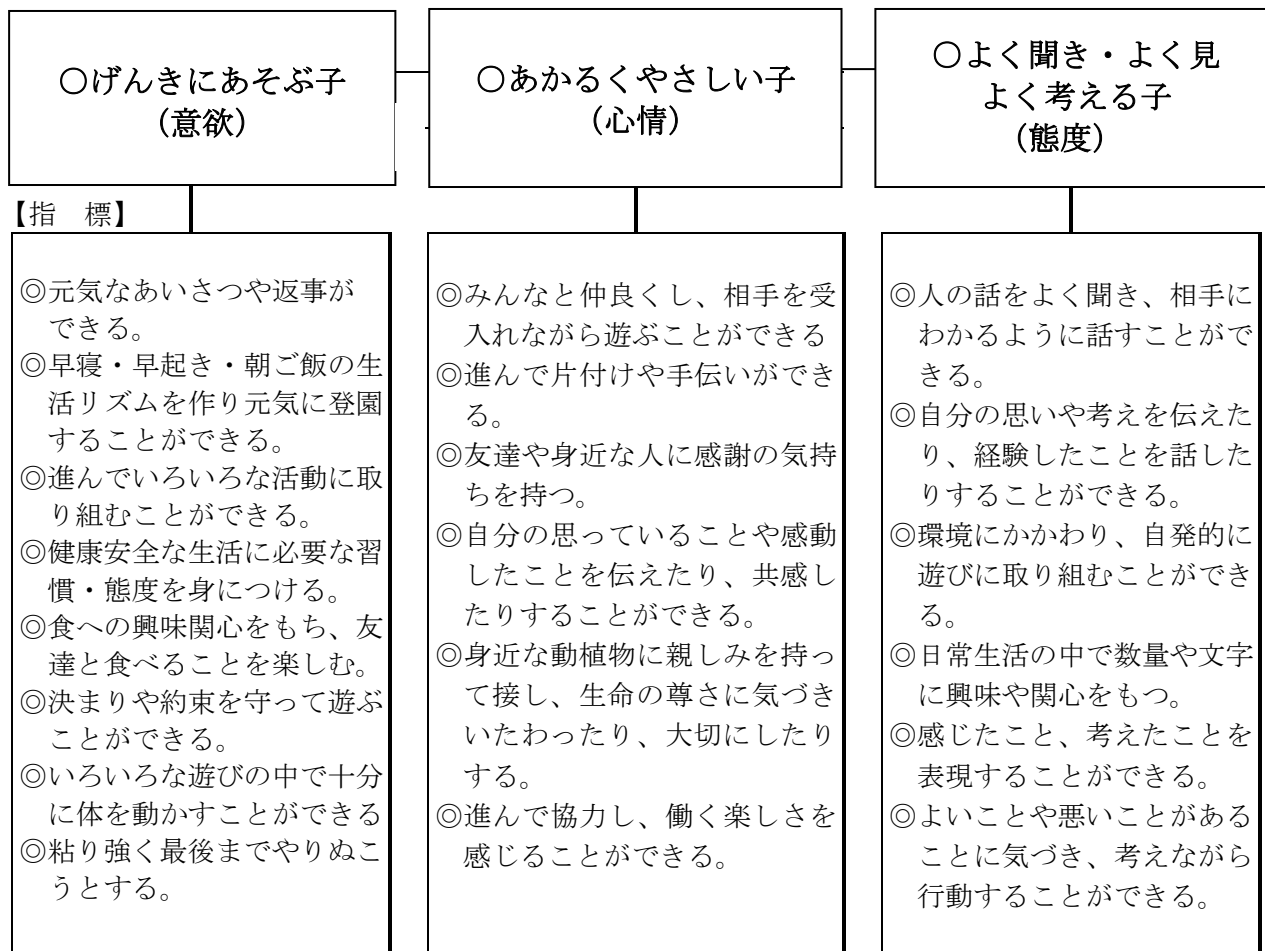 ○げんきにあそぶ子
(意欲)
○あかるくやさしい子
(心情)
○よく聞き・よく見
よく考える子
(態度)
【指　標】
◎元気なあいさつや返事が
できる。
◎早寝・早起き・朝ご飯の生
活リズムを作り元気に登園
することができる。
◎進んでいろいろな活動に取
り組むことができる。
◎健康安全な生活に必要な習
慣・態度を身につける。
◎食への興味関心をもち、友
達と食べることを楽しむ。
◎決まりや約束を守って遊ぶ
ことができる。
◎いろいろな遊びの中で十分
に体を動かすことができる
◎粘り強く最後までやりぬこ
うとする。
◎みんなと仲良くし、相手を受
入れながら遊ぶことができる
◎進んで片付けや手伝いができ
る。
◎友達や身近な人に感謝の気持
ちを持つ。
◎自分の思っていることや感動
したことを伝えたり、共感し
たりすることができる。
◎身近な動植物に親しみを持っ
て接し、生命の尊さに気づき
いたわったり、大切にしたり
する。
◎進んで協力し、働く楽しさを
感じることができる。
◎人の話をよく聞き、相手に
わかるように話すことがで
きる。
◎自分の思いや考えを伝えた
り、経験したことを話した
りすることができる。
◎環境にかかわり、自発的に
遊びに取り組むことができ
る。
◎日常生活の中で数量や文字
に興味や関心をもつ。
◎感じたこと、考えたことを
表現することができる。
◎よいことや悪いことがある
ことに気づき、考えながら
行動することができる。